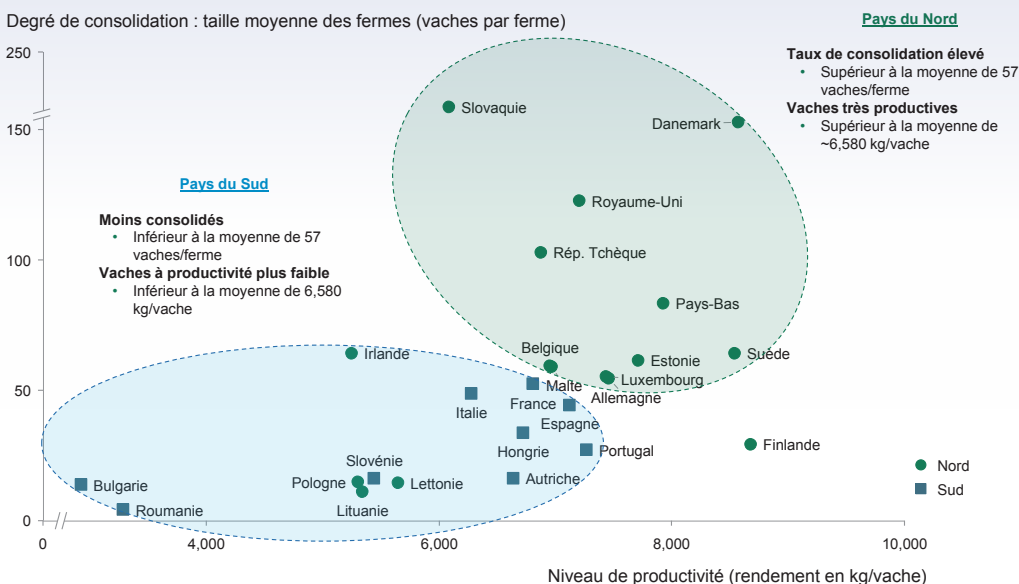 Degré de consolidation : taille moyenne des fermes (vaches par ferme)
Pays du Nord
Taux de consolidation élevé
• Supérieur à la moyenne de 57
vaches/ferme
Vaches très productives
• Supérieur à la moyenne de
~6,580 kg/vache
250
150
100
50
0
Slovaquie
Danemark
Royaume-Uni
Rép. Tchèque
Pays-Bas
Pays du Sud
Moins consolidés
• Inférieur à la moyenne de 57
vaches/ferme
Vaches à productivité plus faible
• Inférieur à la moyenne de 6,580
kg/vache
Irlande
Belgique
Estonie
Suède
Malte
Luxembourg
Italie
France
Allemagne
Espagne
Hongrie
Portugal
Finlande
Slovénie
Pologne
Lettonie
Autriche
Bulgarie
Lituanie
Roumanie
Nord
Sud
0
4,000
6,000
8,000
10,000
Niveau de productivité (rendement en kg/vache)